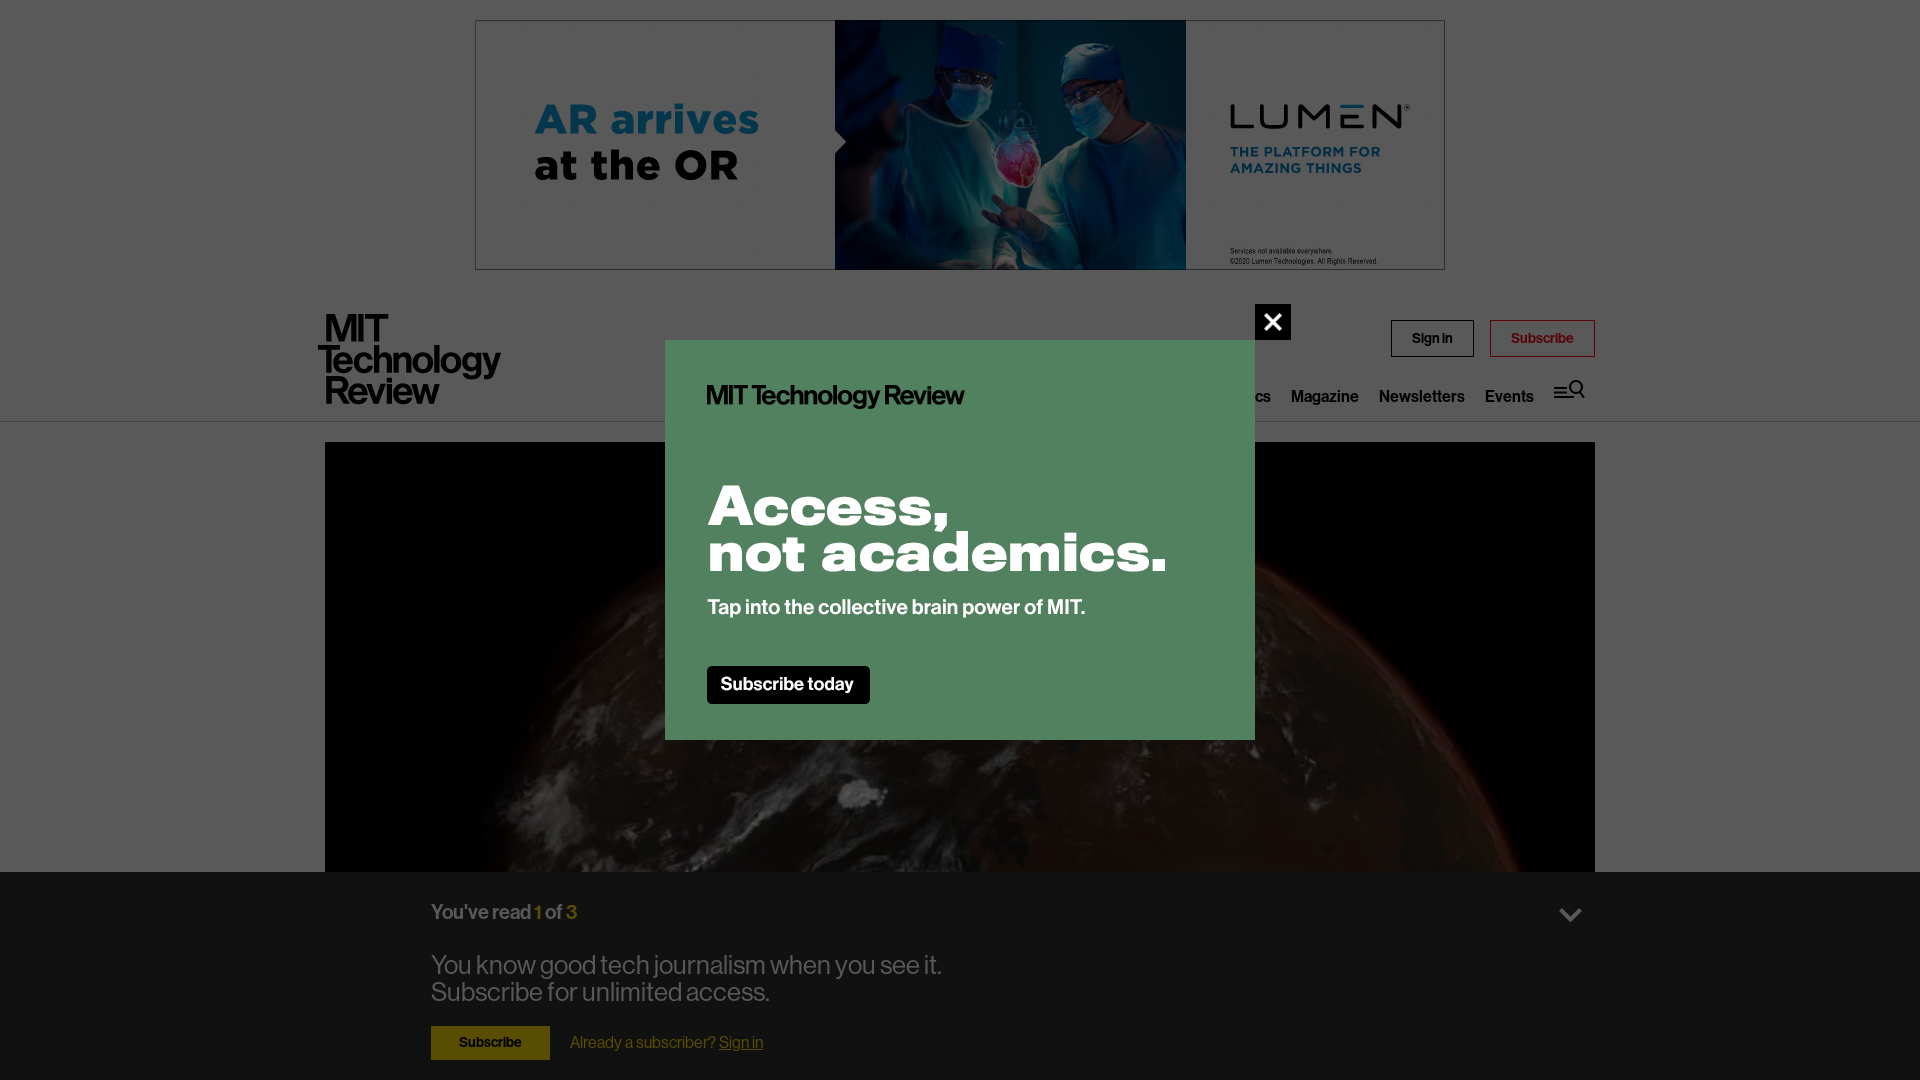 AR arrives
at the OR
LUMEN®
THE PLATFORM FOR
AMAZING THINGS
Services not available everywhere.
©2020 Lumen Technologies. All Rights Reserved.
MIT
Technology
Review
Sign in
Subscribe
cs
Magazine
Newsletters
Events
MIT Technology Review
Access,
not academics.
Tap into the collective brain power of MIT.
Subscribe today
You've read 1 of 3
You know good tech journalism when you see it.
Subscribe for unlimited access.
Subscribe
Already a subscriber? Sign in